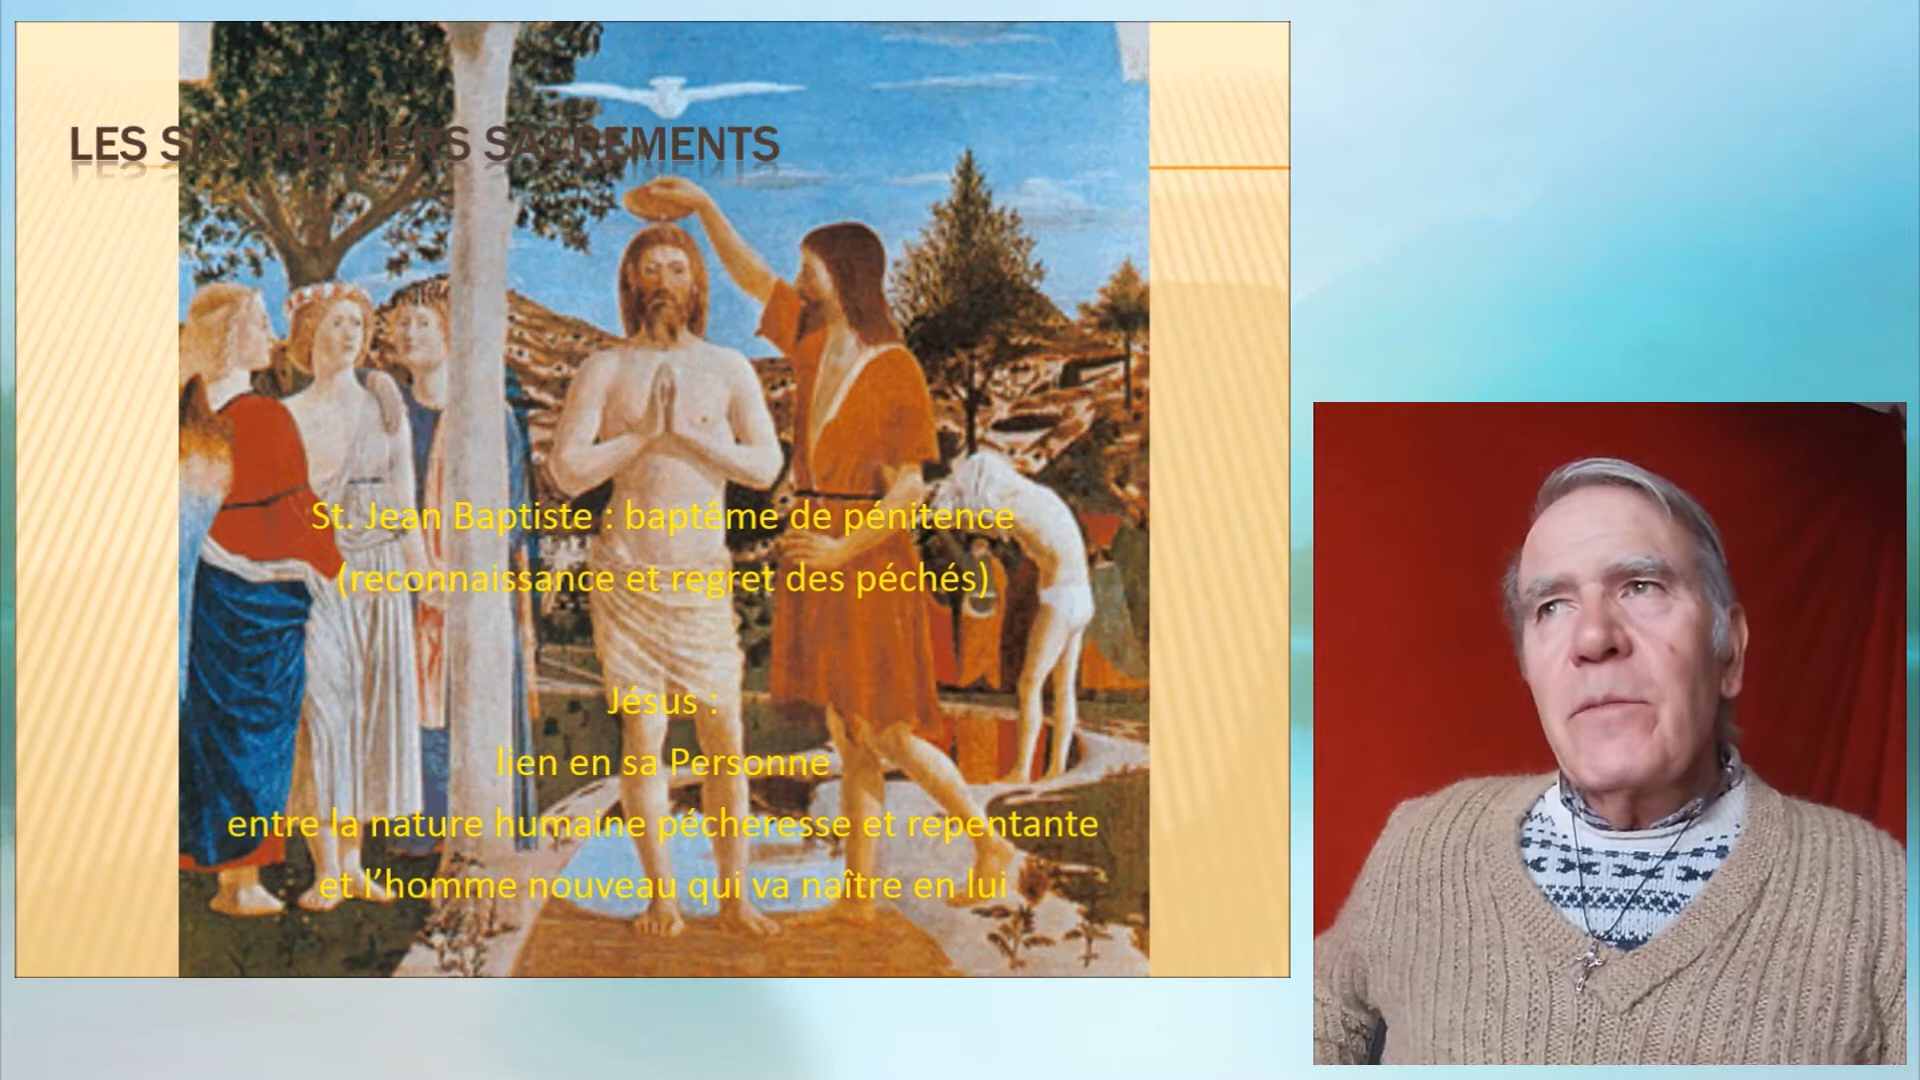 LES SIX PREMIERS SACREMENTS
St. Jean Baptiste : baptême de pénitence
(reconnaissance et regret des péchés)
Jésus :
lien en sa Personne
entre la nature humaine pécheresse et repentante
et l’homme nouveau qui va naître en lui